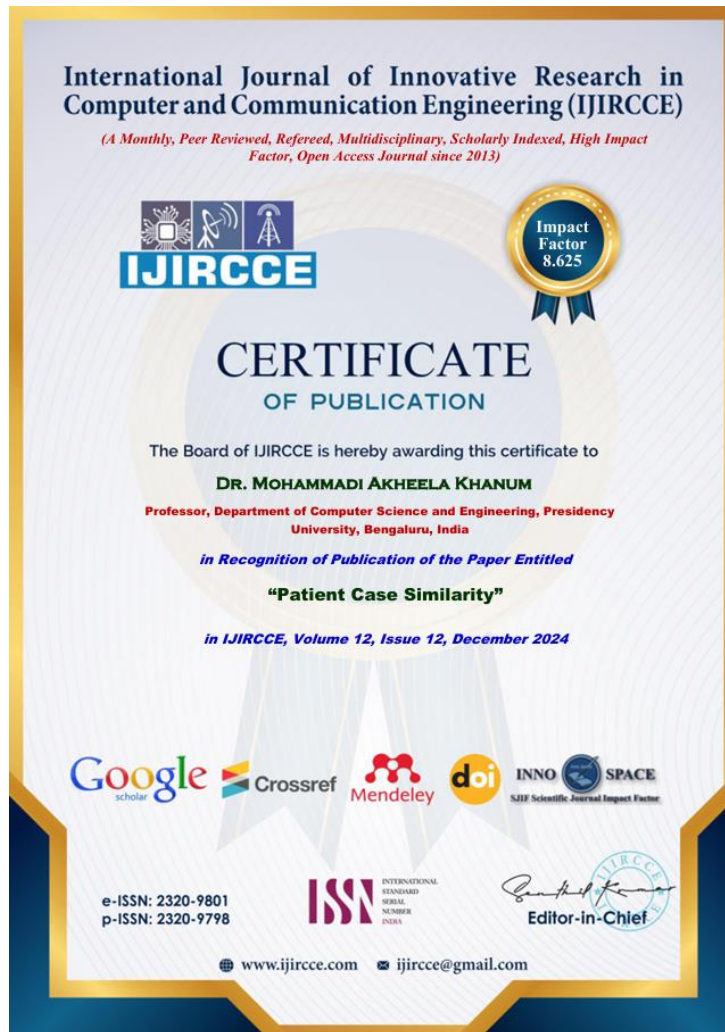 International Journal of Innovative Research in
Computer and Communication Engineering (IJIRCCE)
(A Monthly, Peer Reviewed, Refereed, Multidisciplinary, Scholarly Indexed, High Impact
Factor, Open Access Journal since 2013)
IJIRCCE
Impact
Factor
8.625
CERTIFICATE
OF PUBLICATION
The Board of IJIRCCE is hereby awarding this certificate to
DR. MOHAMMADI AKHEELA KHANUM
Professor, Department of Computer Science and Engineering, Presidency
University, Bengaluru, India
in Recognition of Publication of the Paper Entitled
“Patient Case Similarity”
in IJIRCCE, Volume 12, Issue 12, December 2024
Google
scholar
Crossref
Mendeley
doi
INNO SPACE
SJIF Scientific Journal Impact Factor
e-ISSN: 2320-9801
p-ISSN: 2320-9798
ISSN
INTERNATIONAL
STANDARD
SERIAL
NUMBER
INDIA
Senthil Kumar
IJIRCCE
Editor-in-Chief
www.ijircce.com ijircce@gmail.com